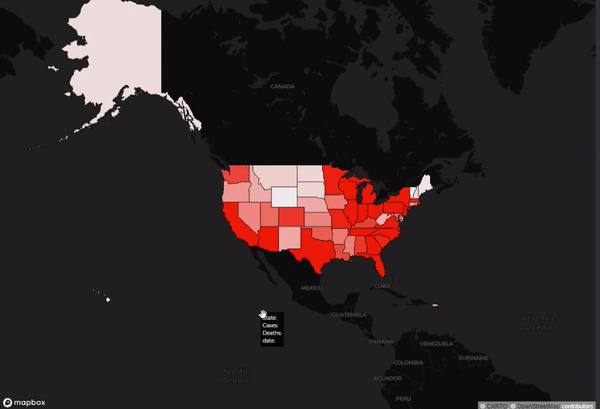 CANADA
MEXICO
CUBA
State:
Cases:
Deaths:
date:
GUATEMALA
Atlantic
Ocean
PANAMA
VENEZUELA
SURINAME
COLOMBIA
Pacific
Ocean
ECUADOR
PERU
mapbox
© CARTO, © OpenStreetMap contributors